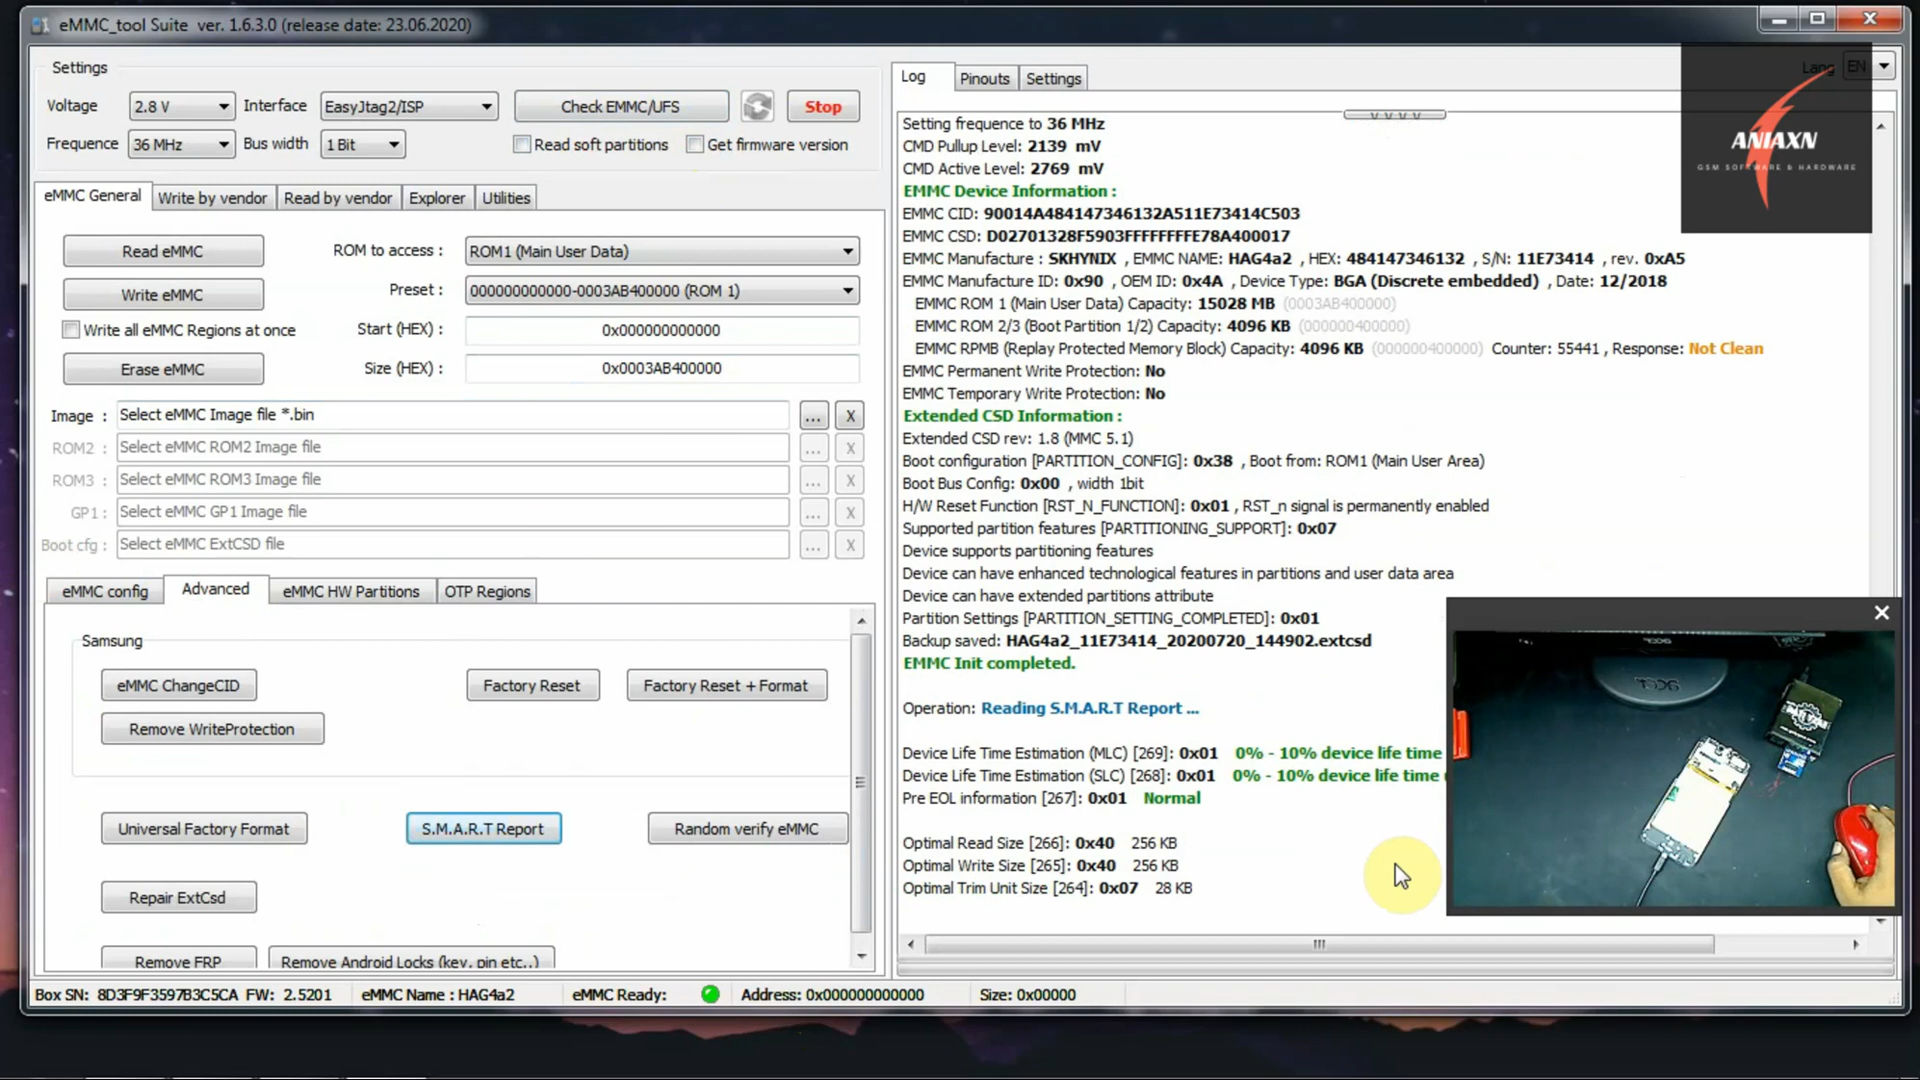 eMMC_tool Suite ver. 1.6.3.0 (release date: 23.06.2020)
Settings
Voltage 2.8 V Interface EasyJtag2/ISP Check EMMC/UFS Stop
Frequence 36 MHz Bus width 1 Bit Read soft partitions Get firmware version
eMMC General Write by vendor Read by vendor Explorer Utilities
Read eMMC ROM to access : ROM1 (Main User Data)
Write eMMC Preset : 000000000000-0003AB400000 (ROM 1)
Write all eMMC Regions at once Start (HEX) : 0x000000000000
Erase eMMC Size (HEX) : 0x0003AB400000
Image : Select eMMC Image file *.bin ... X
ROM2 : Select eMMC ROM2 Image file ... X
ROM3 : Select eMMC ROM3 Image file ... X
GP1 : Select eMMC GP1 Image file ... X
Boot cfg : Select eMMC ExtCSD file ... X
eMMC config Advanced eMMC HW Partitions OTP Regions
Samsung
eMMC ChangeCID Factory Reset Factory Reset + Format
Remove WriteProtection
Universal Factory Format S.M.A.R.T Report Random verify eMMC
Repair ExtCsd
Remove FRP Remove Android Locks (key, pin etc..)
Log Pinouts Settings
Lang EN
ANIAXN
GSM SOFTWARE & HARDWARE
Setting frequence to 36 MHz
CMD Pullup Level: 2139 mV
CMD Active Level: 2769 mV
EMMC Device Information :
EMMC CID: 90014A484147346132A511E73414C503
EMMC CSD: D02701328F5903FFFFFFFFE78A400017
EMMC Manufacture : SKHYNIX , EMMC NAME: HAG4a2 , HEX: 484147346132 , S/N: 11E73414 , rev. 0xA5
EMMC Manufacture ID: 0x90 , OEM ID: 0x4A , Device Type: BGA (Discrete embedded) , Date: 12/2018
EMMC ROM 1 (Main User Data) Capacity: 15028 MB (0003AB400000)
EMMC ROM 2/3 (Boot Partition 1/2) Capacity: 4096 KB (000000400000)
EMMC RPMB (Replay Protected Memory Block) Capacity: 4096 KB (000000400000) Counter: 55441 , Response: Not Clean
EMMC Permanent Write Protection: No
EMMC Temporary Write Protection: No
Extended CSD Information :
Extended CSD rev: 1.8 (MMC 5.1)
Boot configuration [PARTITION_CONFIG]: 0x38 , Boot from: ROM1 (Main User Area)
Boot Bus Config: 0x00 , width 1bit
H/W Reset Function [RST_N_FUNCTION]: 0x01 , RST_n signal is permanently enabled
Supported partition features [PARTITIONING_SUPPORT]: 0x07
Device supports partitioning features
Device can have enhanced technological features in partitions and user data area
Device can have extended partitions attribute
Partition Settings [PARTITION_SETTING_COMPLETED]: 0x01
Backup saved: HAG4a2_11E73414_20200720_144902.extcsd
EMMC Init completed.
Operation: Reading S.M.A.R.T Report ...
Device Life Time Estimation (MLC) [269]: 0x01 0% - 10% device life time
Device Life Time Estimation (SLC) [268]: 0x01 0% - 10% device life time
Pre EOL information [267]: 0x01 Normal
Optimal Read Size [266]: 0x40 256 KB
Optimal Write Size [265]: 0x40 256 KB
Optimal Trim Unit Size [264]: 0x07 28 KB
acer
Box SN: 8D3F9F3597B3C5CA FW: 2.5201 eMMC Name : HAG4a2 eMMC Ready: Address: 0x000000000000 Size: 0x00000